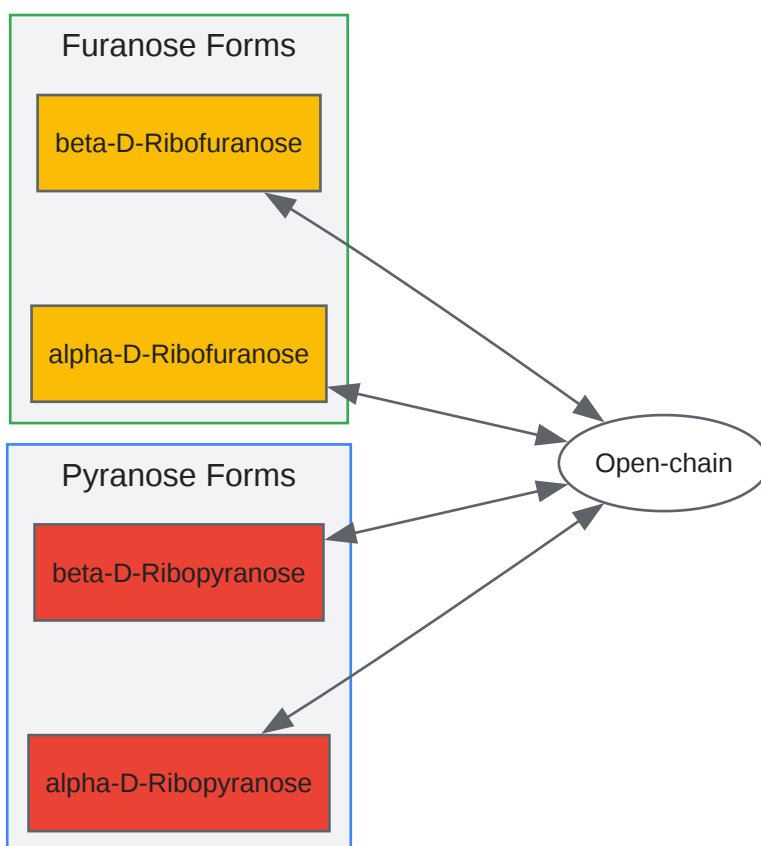 Furanose Forms
beta-D-Ribofuranose
alpha-D-Ribofuranose
Open-chain
Pyranose Forms
beta-D-Ribopyranose
alpha-D-Ribopyranose